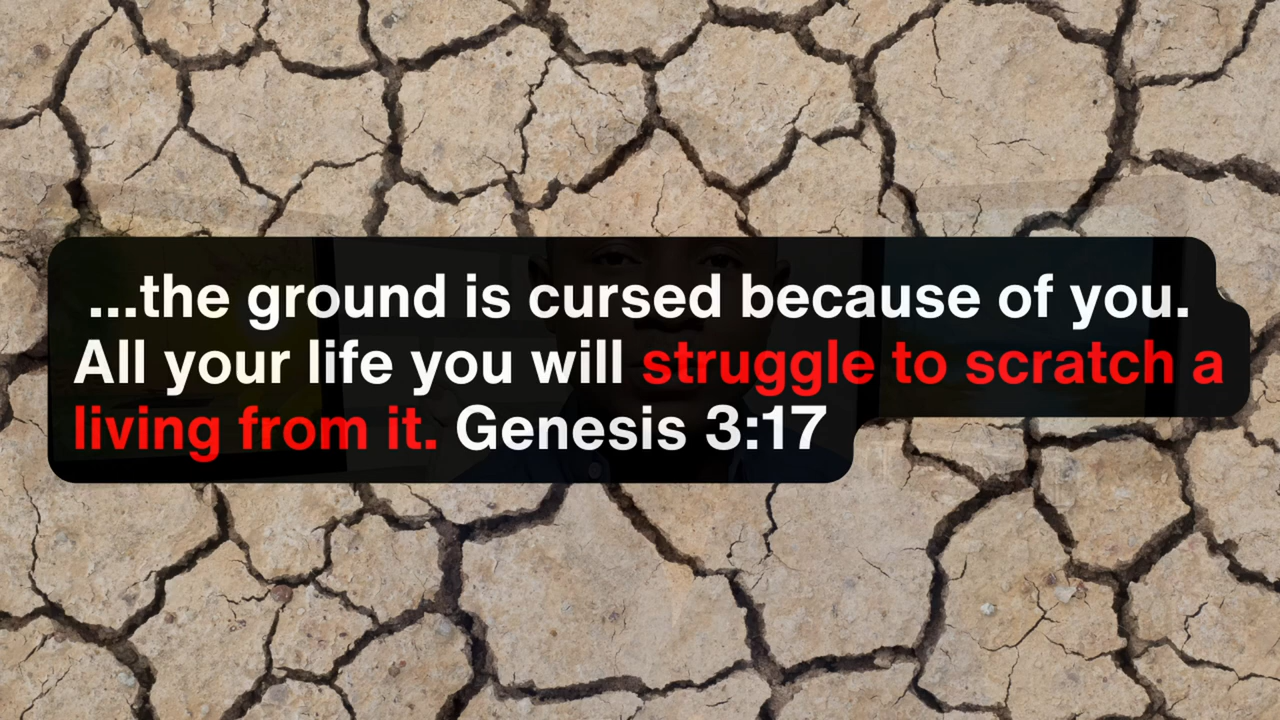 ...the ground is cursed because of you.
All your life you will struggle to scratch a
living from it. Genesis 3:17